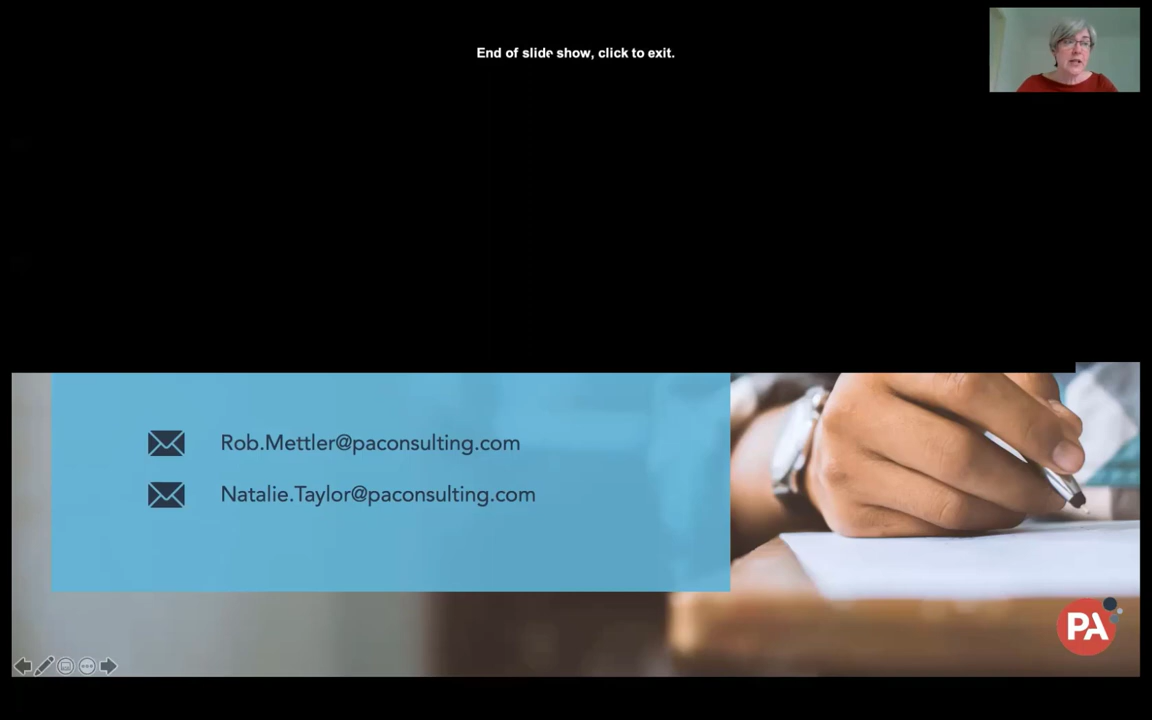 End of slide show, click to exit.
Rob.Mettler@paconsulting.com
Natalie.Taylor@paconsulting.com
PA